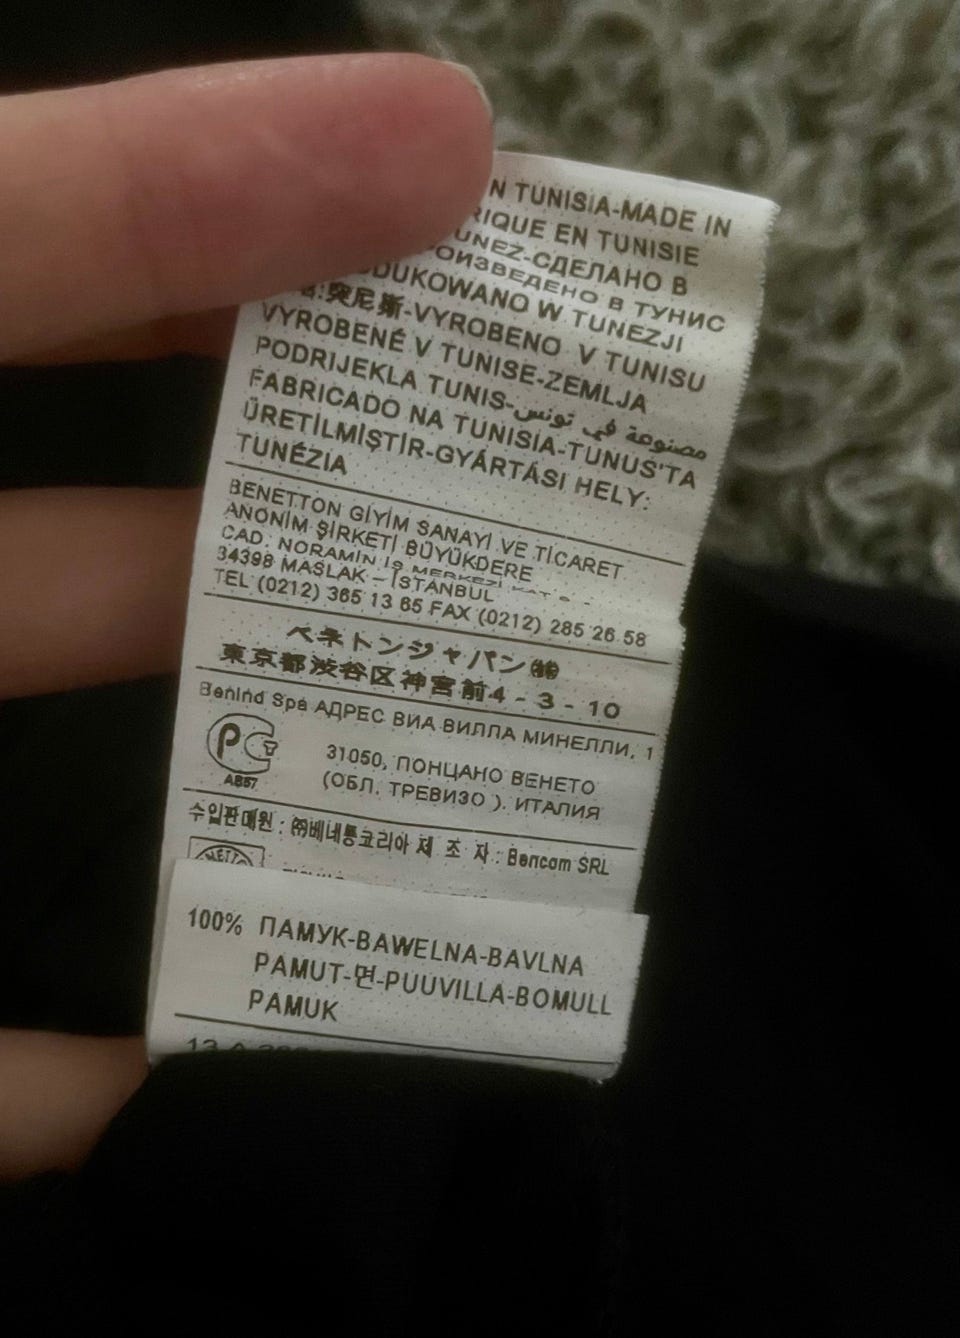 N TUNISIA-MADE IN
RIQUE EN TUNISIE
UNEZ-СДЕЛАНО В
ОИЗВЕДЕНО В ТУНИС
DUKOWANO W TUNEZJI
:突尼斯-VYROBENO V TUNISU
VYROBENÉ V TUNISE-ZEMLJA
PODRIJEKLA TUNIS-مصنوعة في تونس
FABRICADO NA TUNISIA-TUNUS'TA
ÜRETİLMİŞTİR-GYÁRTÁSI HELY:
TUNÉZIA
BENETTON GİYİM SANAYİ VE TİCARET
ANONİM ŞİRKETİ BÜYÜKDERE
CAD. NORAMİN İŞ MERKEZİ KAT
34398 MASLAK - İSTANBUL
TEL (0212) 365 13 65 FAX (0212) 285 26 58
ベネトンジャパン㈱
東京都渋谷区神宮前4-3-10
Benind Spa АДРЕС ВИА ВИЛЛА МИНЕЛЛИ, 1
31050, ПОНЦАНО ВЕНЕТО
(ОБЛ. ТРЕВИЗО ). ИТАЛИЯ
РС
АВ57
수입판매원 : ㈜베네통코리아 제 조 자 : Bencom SRL
METTO
100% ПАМУК-BAWEŁNA-BAVLNA
PAMUT-면-PUUVILLA-BOMULL
PAMUK